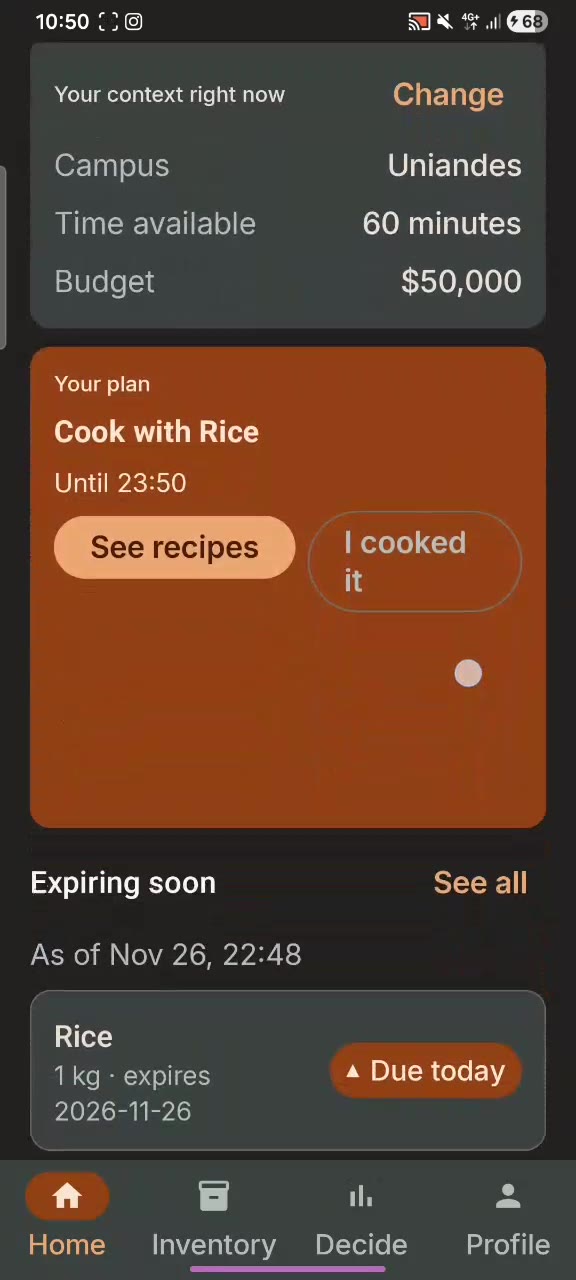 10:50
4G+
68
Your context right now
Change
Campus
Uniandes
Time available
60 minutes
Budget
$50,000
Your plan
Cook with Rice
Until 23:50
See recipes
I cooked
it
Expiring soon
See all
As of Nov 26, 22:48
Rice
1 kg · expires
2026-11-26
▲ Due today
Home
Inventory
Decide
Profile